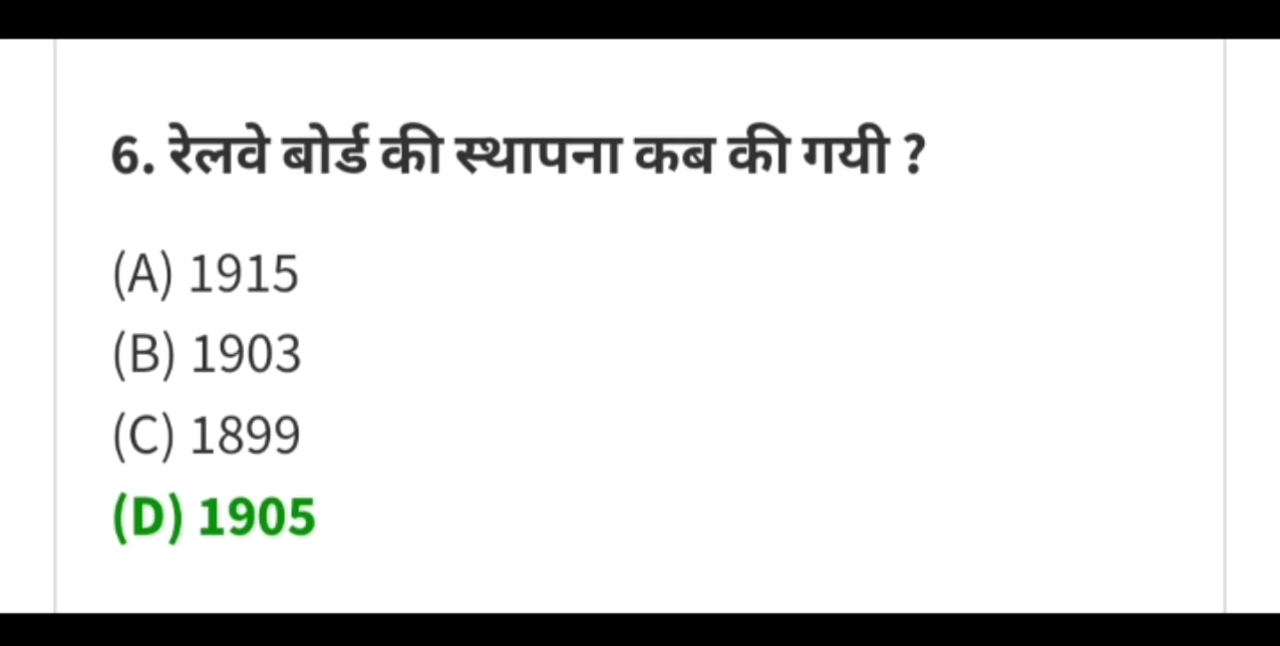 6. रेलवे बोर्ड की स्थापना कब की गयी ?
(A) 1915
(B) 1903
(C) 1899
(D) 1905